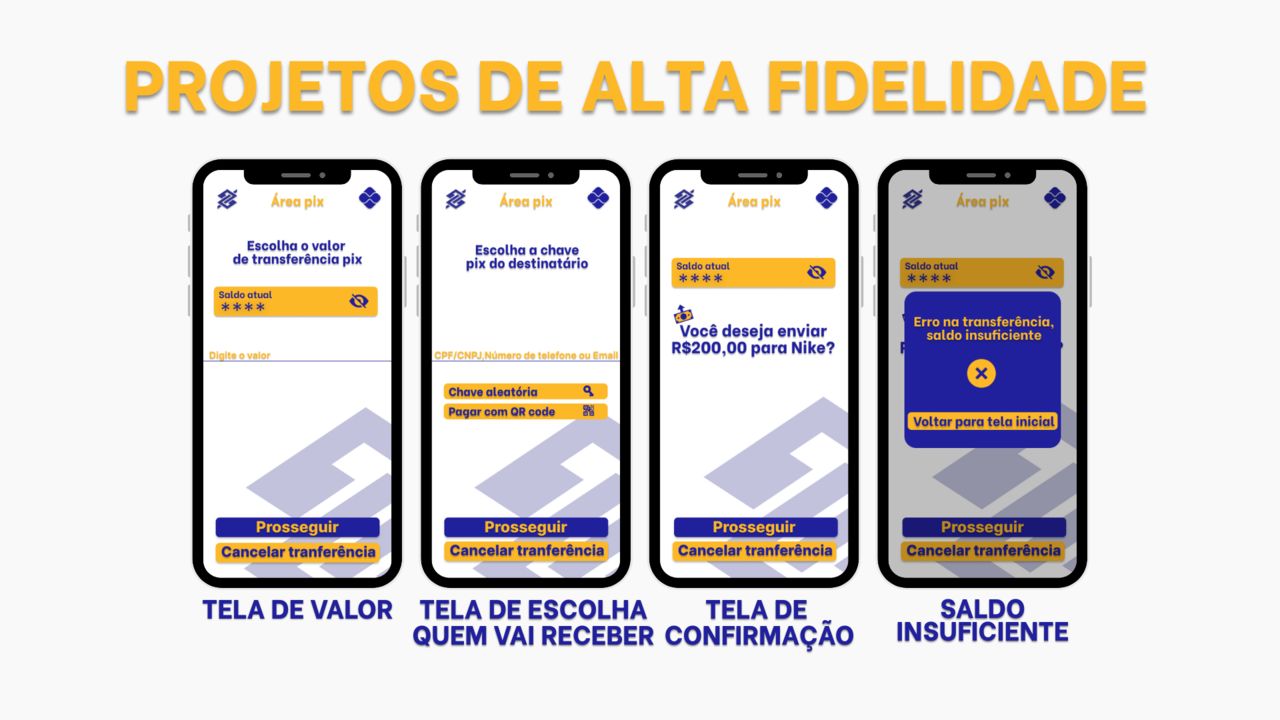 PROJETOS DE ALTA FIDELIDADE
Área pix
Escolha o valor
de transferência pix
Saldo atual
****
Digite o valor
Prosseguir
Cancelar tranferência
TELA DE VALOR
Área pix
Escolha a chave
pix do destinatário
CPF/CNPJ,Número de telefone ou Email
Chave aleatória
Pagar com QR code
Prosseguir
Cancelar tranferência
TELA DE ESCOLHA
QUEM VAI RECEBER
Área pix
Saldo atual
****
Você deseja enviar
R$200,00 para Nike?
Prosseguir
Cancelar tranferência
TELA DE
CONFIRMAÇÃO
Área pix
Saldo atual
****
Erro na transferência,
saldo insuficiente
Voltar para tela inicial
Prosseguir
Cancelar tranferência
SALDO
INSUFICIENTE